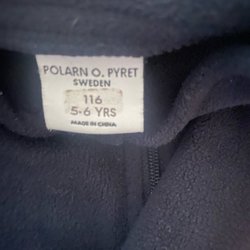 POLARN O. PYRET
SWEDEN
116
5-6 YRS
MADE IN CHINA